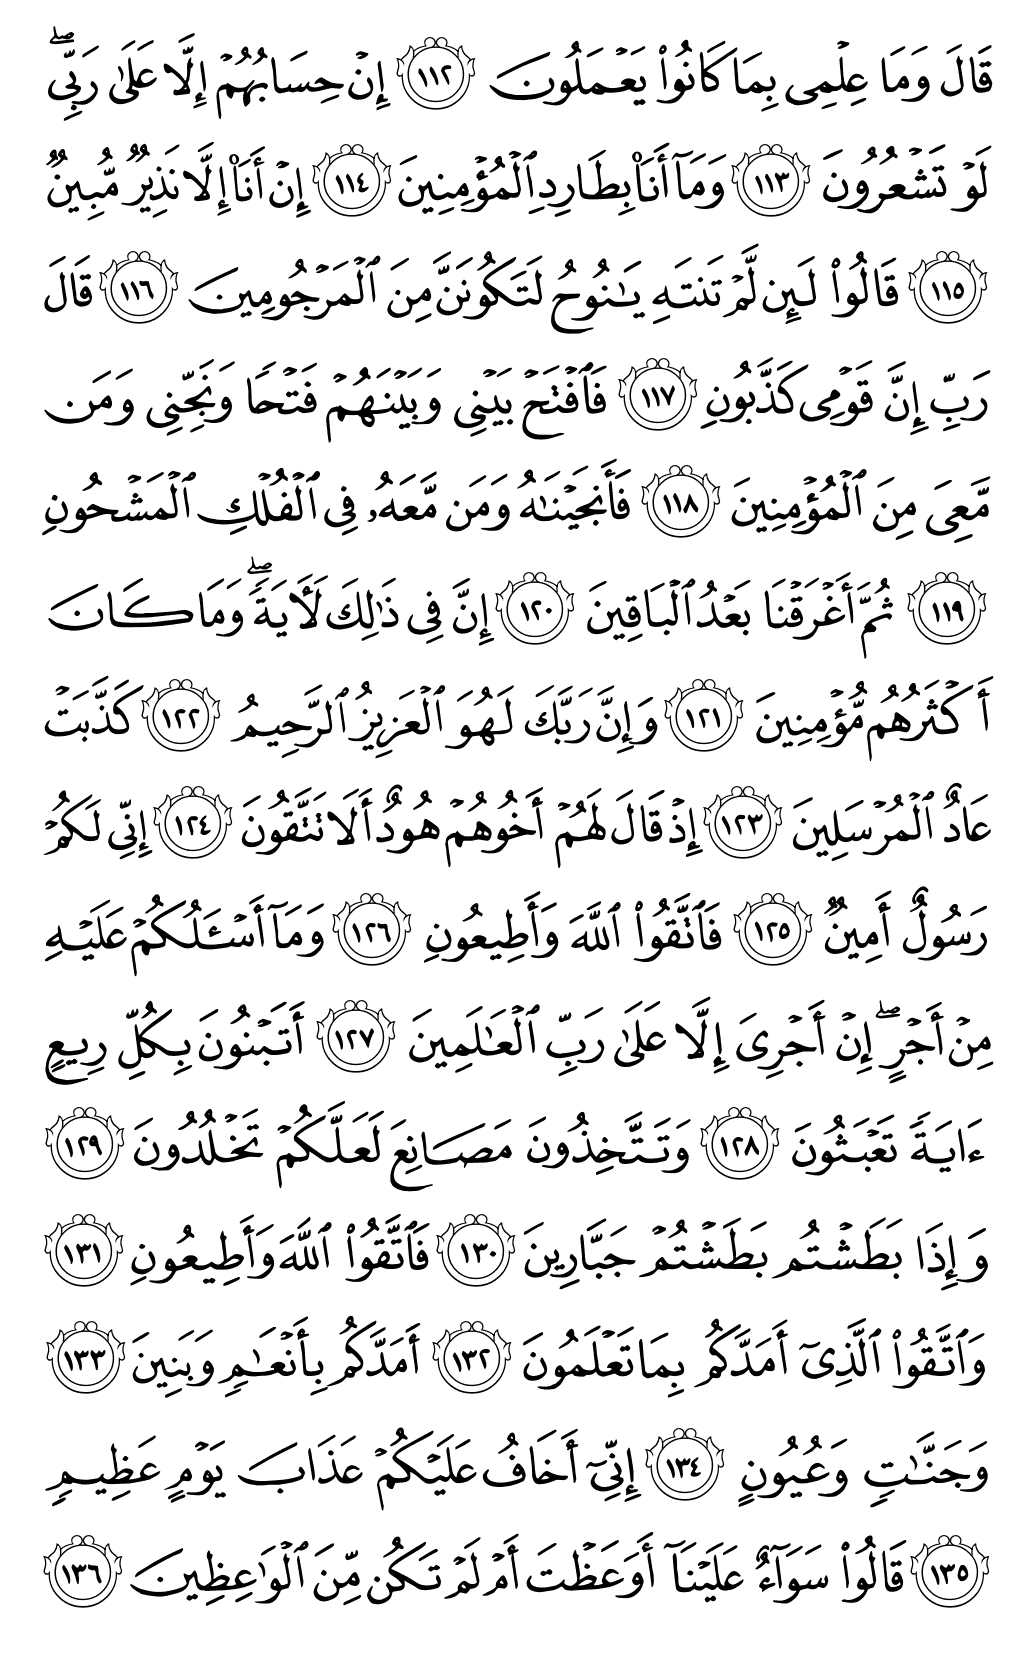 قَالَ وَمَا عِلْمِى بِمَا كَانُوا۟ يَعْمَلُونَ ١١٢ إِنْ حِسَابُهُمْ إِلَّا عَلَىٰ رَبِّى ۖ
لَوْ تَشْعُرُونَ ١١٣ وَمَآ أَنَا۠ بِطَارِدِ ٱلْمُؤْمِنِينَ ١١٤ إِنْ أَنَا۠ إِلَّا نَذِيرٌ مُّبِينٌ
١١٥ قَالُوا۟ لَئِن لَّمْ تَنتَهِ يَـٰنُوحُ لَتَكُونَنَّ مِنَ ٱلْمَرْجُومِينَ ١١٦ قَالَ
رَبِّ إِنَّ قَوْمِى كَذَّبُونِ ١١٧ فَٱفْتَحْ بَيْنِى وَبَيْنَهُمْ فَتْحًا وَنَجِّنِى وَمَن
مَّعِىَ مِنَ ٱلْمُؤْمِنِينَ ١١٨ فَأَنجَيْنَـٰهُ وَمَن مَّعَهُۥ فِى ٱلْفُلْكِ ٱلْمَشْحُونِ
١١٩ ثُمَّ أَغْرَقْنَا بَعْدُ ٱلْبَاقِينَ ١٢٠ إِنَّ فِى ذَٰلِكَ لَـَٔايَةً ۖ وَمَا كَانَ
أَكْثَرُهُم مُّؤْمِنِينَ ١٢١ وَإِنَّ رَبَّكَ لَهُوَ ٱلْعَزِيزُ ٱلرَّحِيمُ ١٢٢ كَذَّبَتْ
عَادٌ ٱلْمُرْسَلِينَ ١٢٣ إِذْ قَالَ لَهُمْ أَخُوهُمْ هُودٌ أَلَا تَتَّقُونَ ١٢٤ إِنِّى لَكُمْ
رَسُولٌ أَمِينٌ ١٢٥ فَٱتَّقُوا۟ ٱللَّهَ وَأَطِيعُونِ ١٢٦ وَمَآ أَسْـَٔلُكُمْ عَلَيْهِ
مِنْ أَجْرٍ ۖ إِنْ أَجْرِىَ إِلَّا عَلَىٰ رَبِّ ٱلْعَـٰلَمِينَ ١٢٧ أَتَبْنُونَ بِكُلِّ رِيعٍ
ءَايَةً تَعْبَثُونَ ١٢٨ وَتَتَّخِذُونَ مَصَانِعَ لَعَلَّكُمْ تَخْلُدُونَ ١٢٩
وَإِذَا بَطَشْتُم بَطَشْتُمْ جَبَّارِينَ ١٣٠ فَٱتَّقُوا۟ ٱللَّهَ وَأَطِيعُونِ ١٣١
وَٱتَّقُوا۟ ٱلَّذِىٓ أَمَدَّكُم بِمَا تَعْلَمُونَ ١٣٢ أَمَدَّكُم بِأَنْعَـٰمٍ وَبَنِينَ ١٣٣
وَجَنَّـٰتٍ وَعُيُونٍ ١٣٤ إِنِّىٓ أَخَافُ عَلَيْكُمْ عَذَابَ يَوْمٍ عَظِيمٍ
١٣٥ قَالُوا۟ سَوَآءٌ عَلَيْنَآ أَوَعَظْتَ أَمْ لَمْ تَكُن مِّنَ ٱلْوَٰعِظِينَ ١٣٦